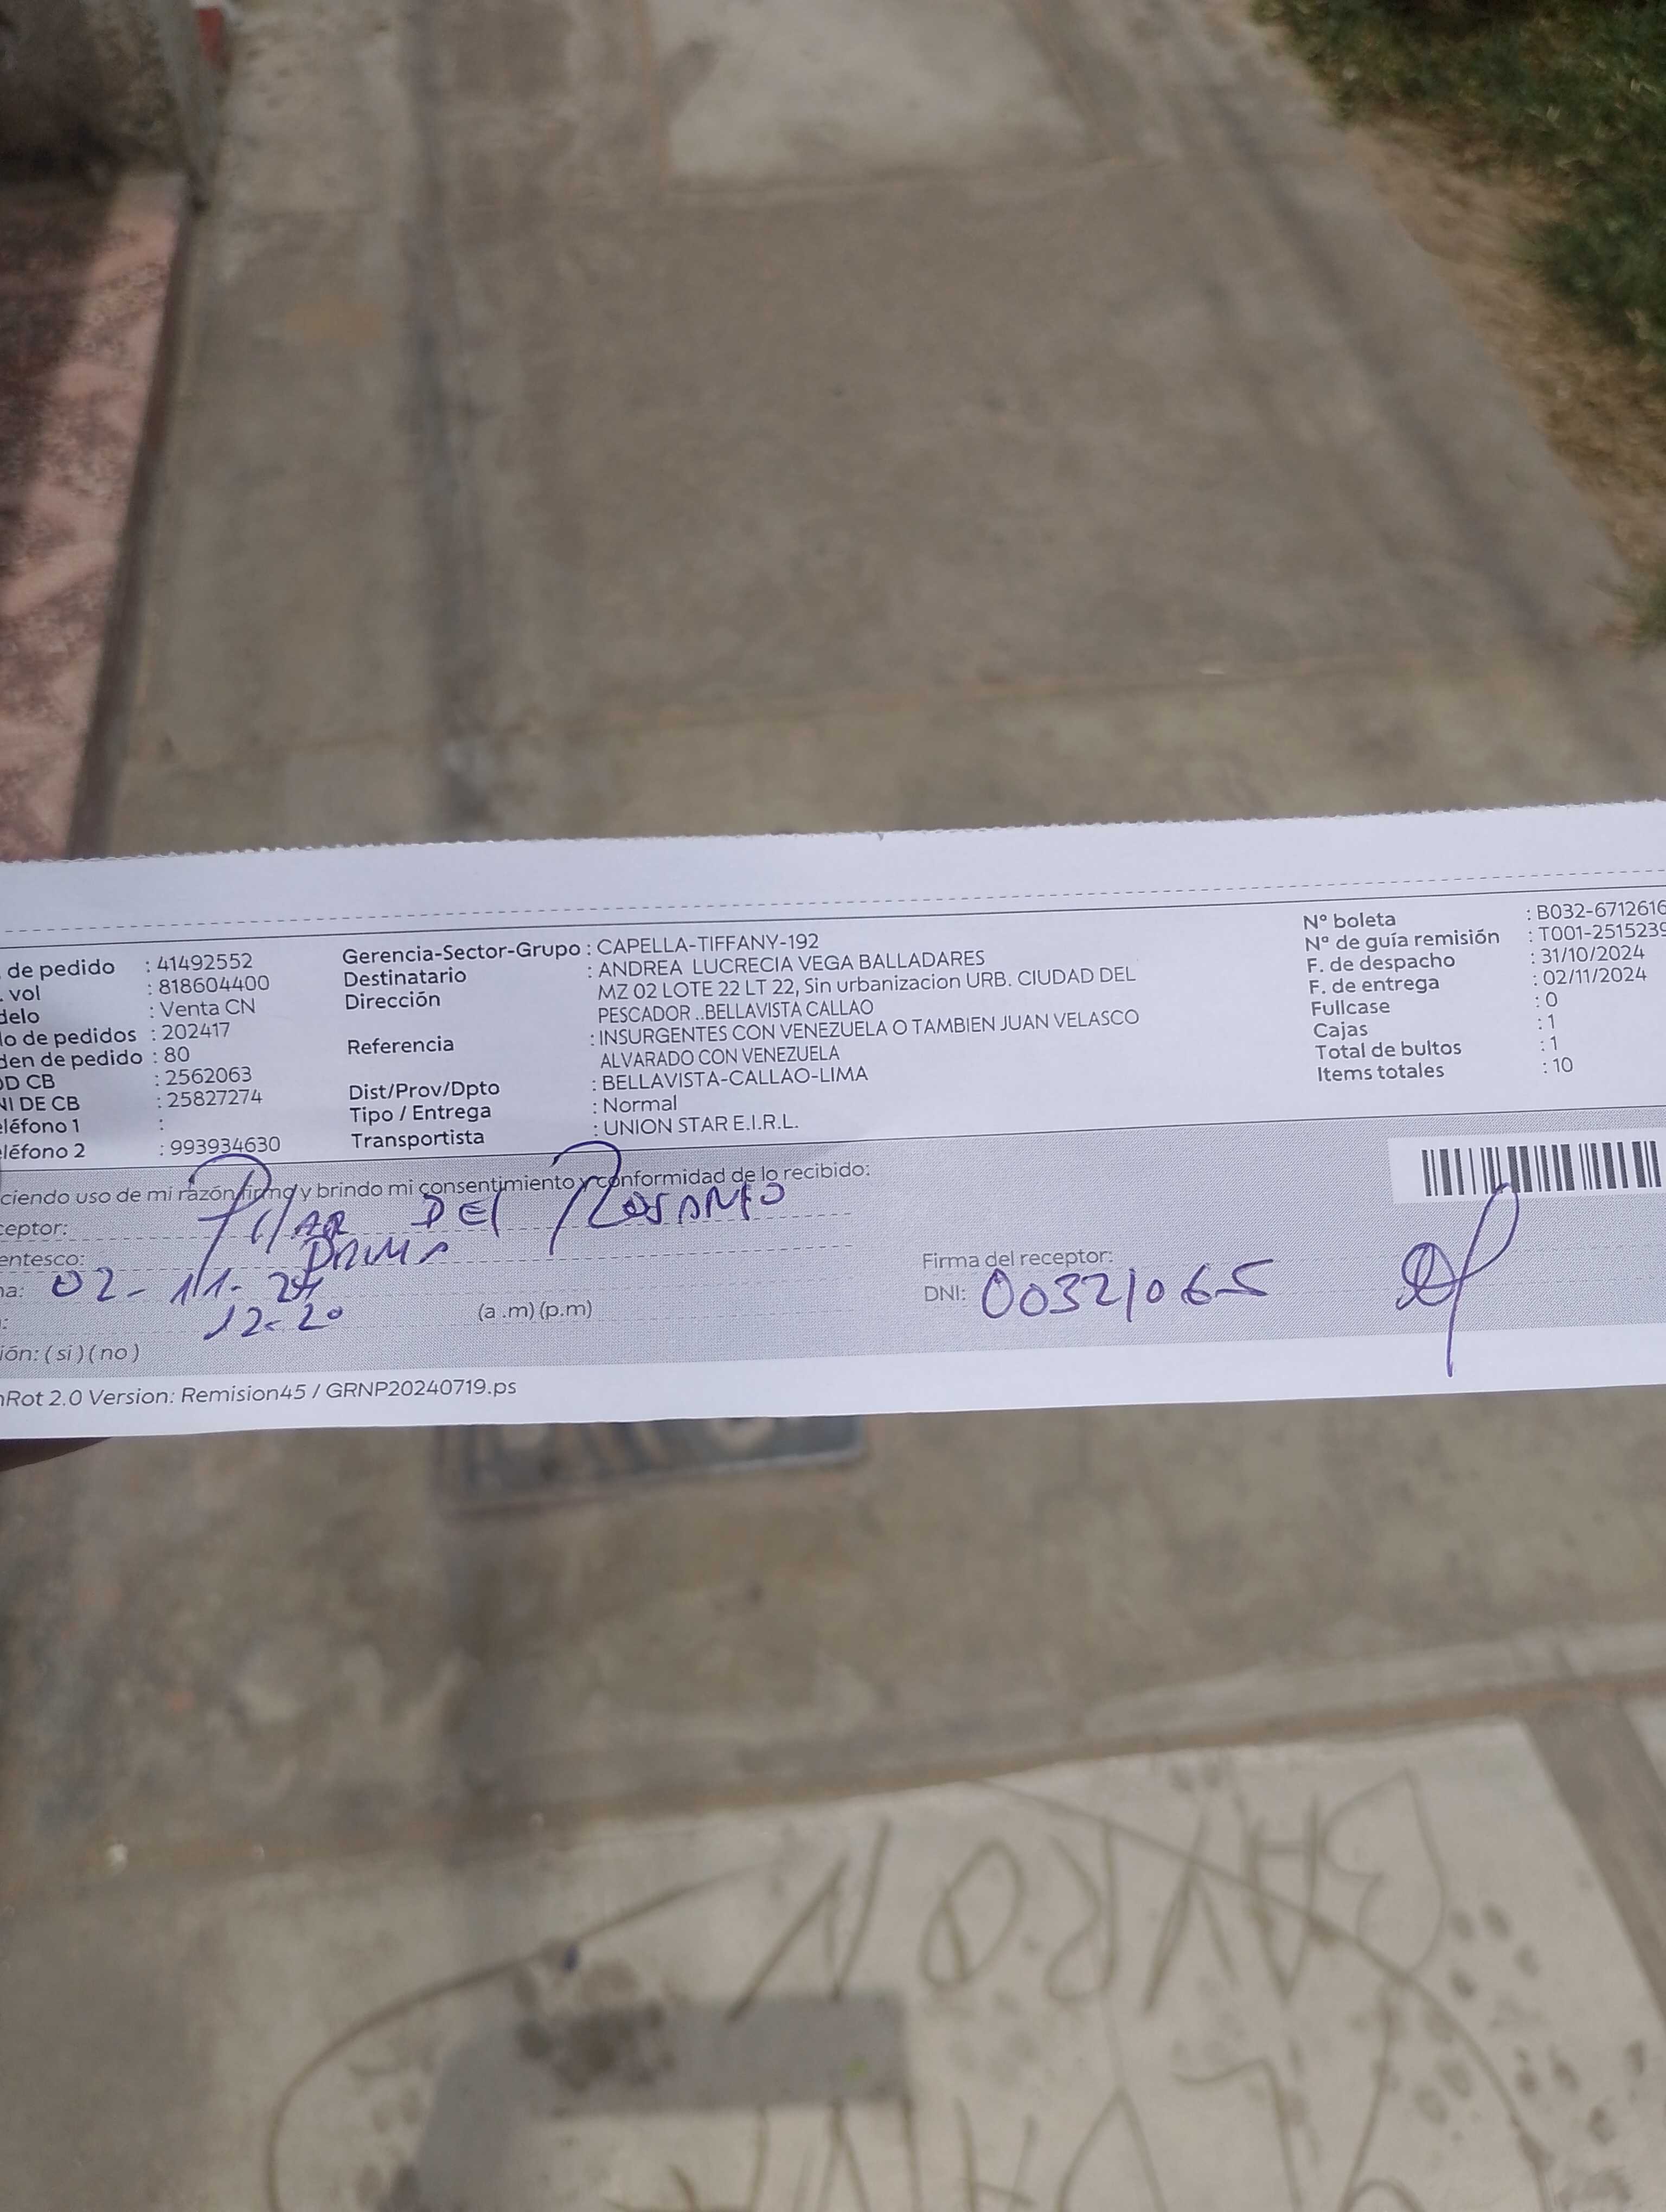 de pedido : 41492552
vol : 818604400
delo : Venta CN
o de pedidos : 202417
den de pedido : 80
D CB : 2562063
NI DE CB : 25827274
eléfono 1 :
eléfono 2 : 993934630
Gerencia-Sector-Grupo : CAPELLA-TIFFANY-192
Destinatario : ANDREA LUCRECIA VEGA BALLADARES
Dirección MZ 02 LOTE 22 LT 22, Sin urbanizacion URB. CIUDAD DEL
PESCADOR ..BELLAVISTA CALLAO
Referencia : INSURGENTES CON VENEZUELA O TAMBIEN JUAN VELASCO
ALVARADO CON VENEZUELA
Dist/Prov/Dpto : BELLAVISTA-CALLAO-LIMA
Tipo / Entrega : Normal
Transportista : UNION STAR E.I.R.L.
N° boleta : B032-6712616
N° de guía remisión : T001-2515239
F. de despacho : 31/10/2024
F. de entrega : 02/11/2024
Fullcase : 0
Cajas : 1
Total de bultos : 1
Items totales : 10
ciendo uso de mi razón firmo y brindo mi consentimiento y conformidad de lo recibido:
ceptor: Pilar DEL Rosario
entesco:
a: 02-11-24
: 12:20 (a .m) (p.m)
ión: ( si ) ( no )
Firma del receptor:
DNI: 00321065
Rot 2.0 Version: Remision45 / GRNP20240719.ps
BAYRON